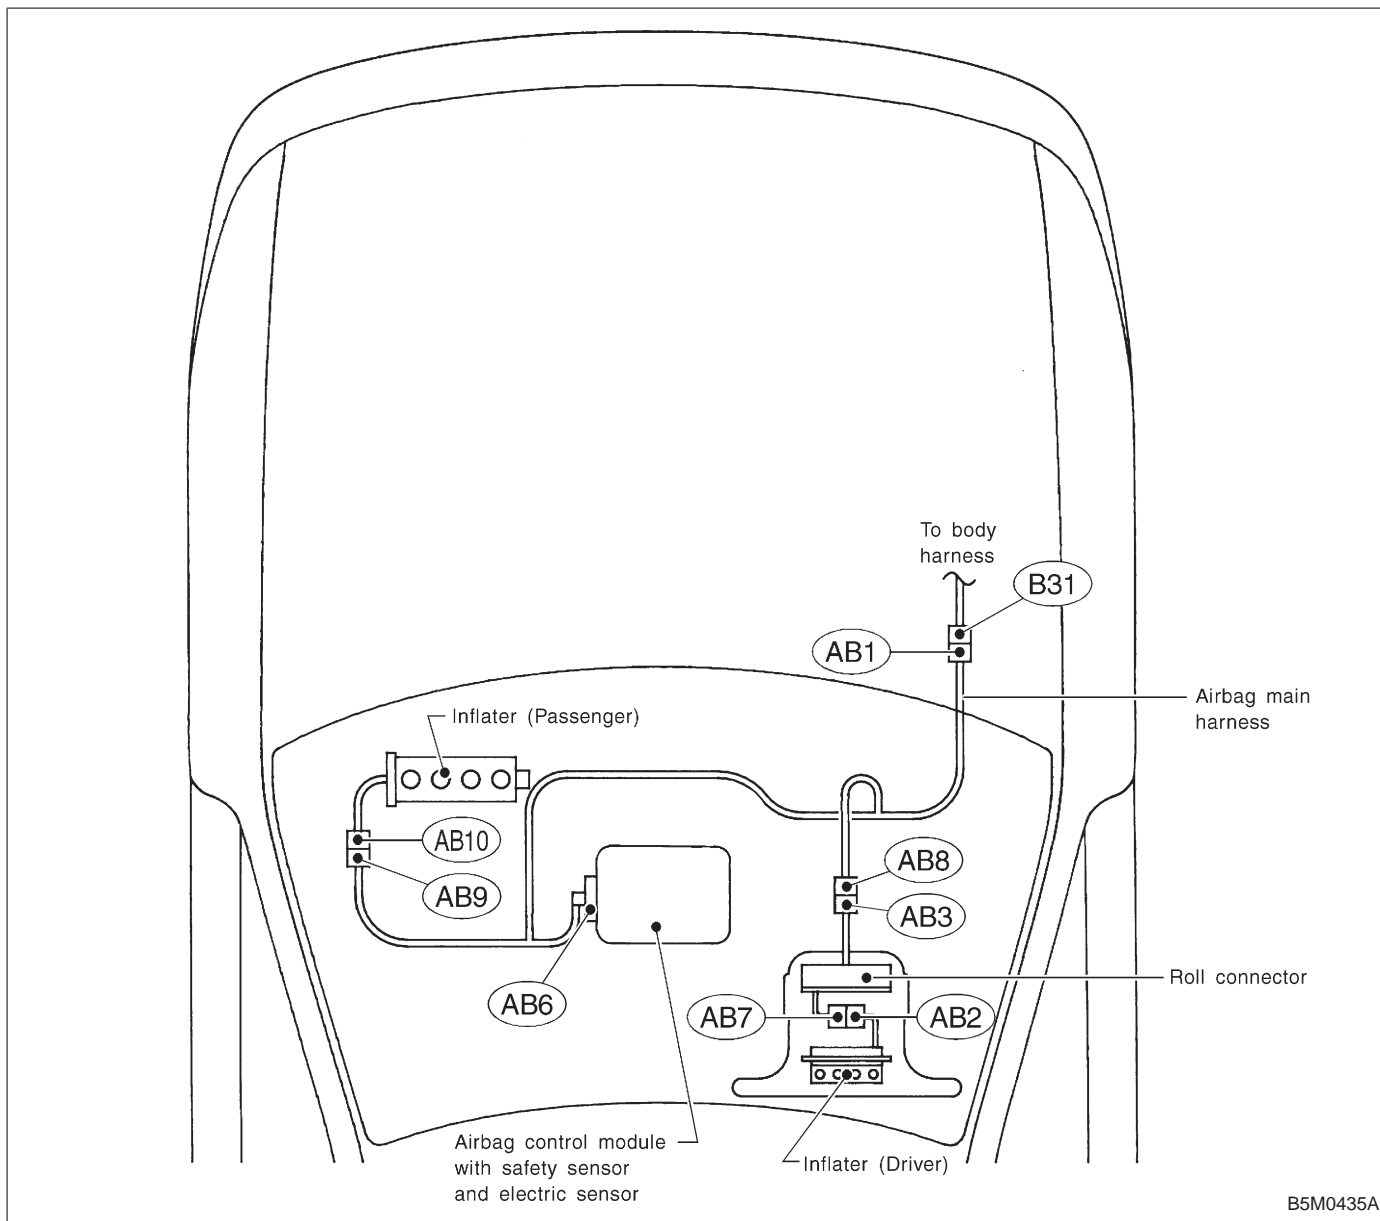 To body
harness
B31
AB1
Airbag main
harness
Inflater (Passenger)
AB10
AB8
AB9
AB3
Roll connector
AB6
AB7
AB2
Airbag control module
with safety sensor
and electric sensor
Inflater (Driver)
B5M0435A